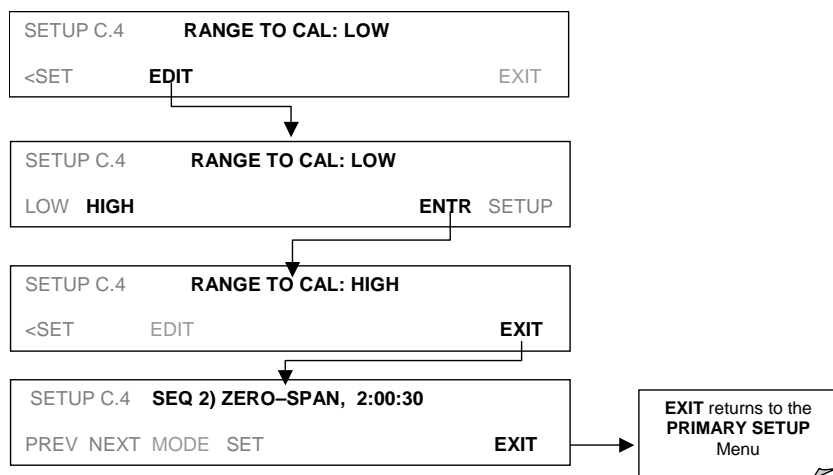 SETUP C.4 RANGE TO CAL: LOW
<SET EDIT EXIT
SETUP C.4 RANGE TO CAL: LOW
LOW HIGH ENTR SETUP
SETUP C.4 RANGE TO CAL: HIGH
<SET EDIT EXIT
SETUP C.4 SEQ 2) ZERO–SPAN, 2:00:30
PREV NEXT MODE SET EXIT
EXIT returns to the
PRIMARY SETUP
Menu